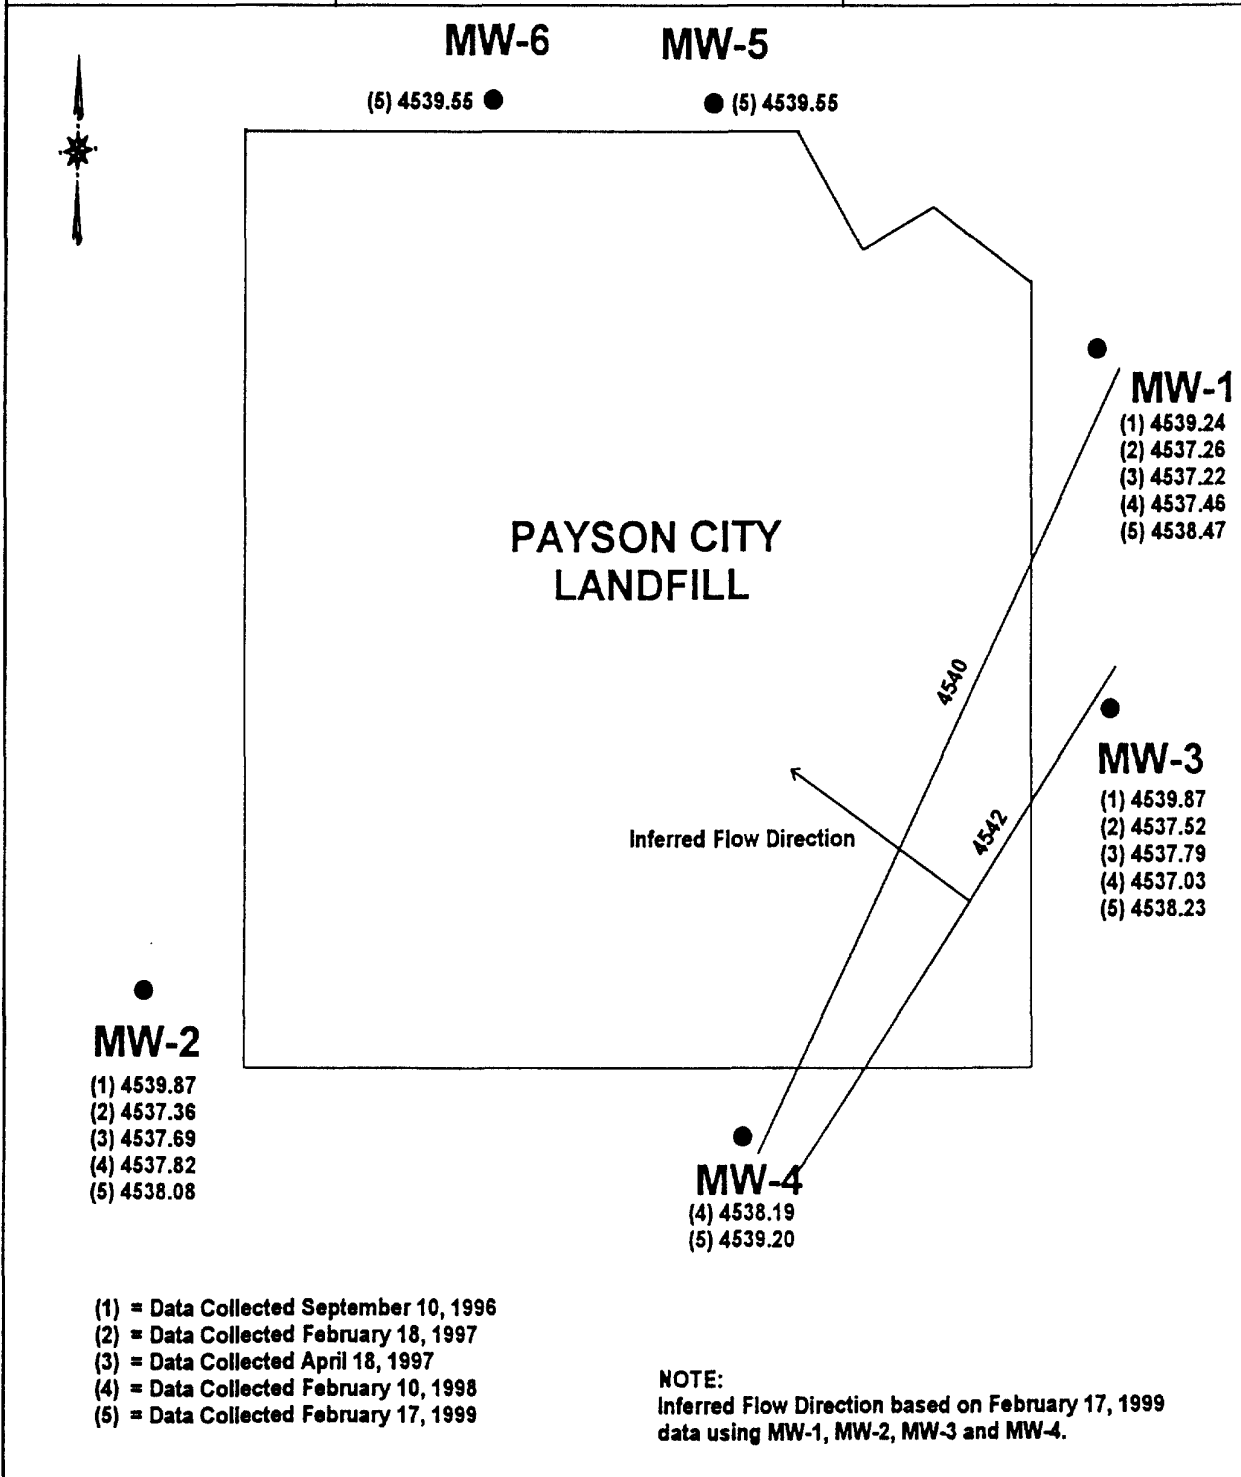 MW-6
MW-5
(5) 4539.55
(5) 4539.55
MW-1
(1) 4539.24
(2) 4537.26
(3) 4537.22
(4) 4537.46
(5) 4538.47
PAYSON CITY
LANDFILL
4540
MW-3
(1) 4539.87
(2) 4537.52
(3) 4537.79
(4) 4537.03
(5) 4538.23
4542
Inferred Flow Direction
MW-2
(1) 4539.87
(2) 4537.36
(3) 4537.69
(4) 4537.82
(5) 4538.08
MW-4
(4) 4538.19
(5) 4539.20
(1) = Data Collected September 10, 1996
(2) = Data Collected February 18, 1997
(3) = Data Collected April 18, 1997
(4) = Data Collected February 10, 1998
(5) = Data Collected February 17, 1999
NOTE:
Inferred Flow Direction based on February 17, 1999
data using MW-1, MW-2, MW-3 and MW-4.